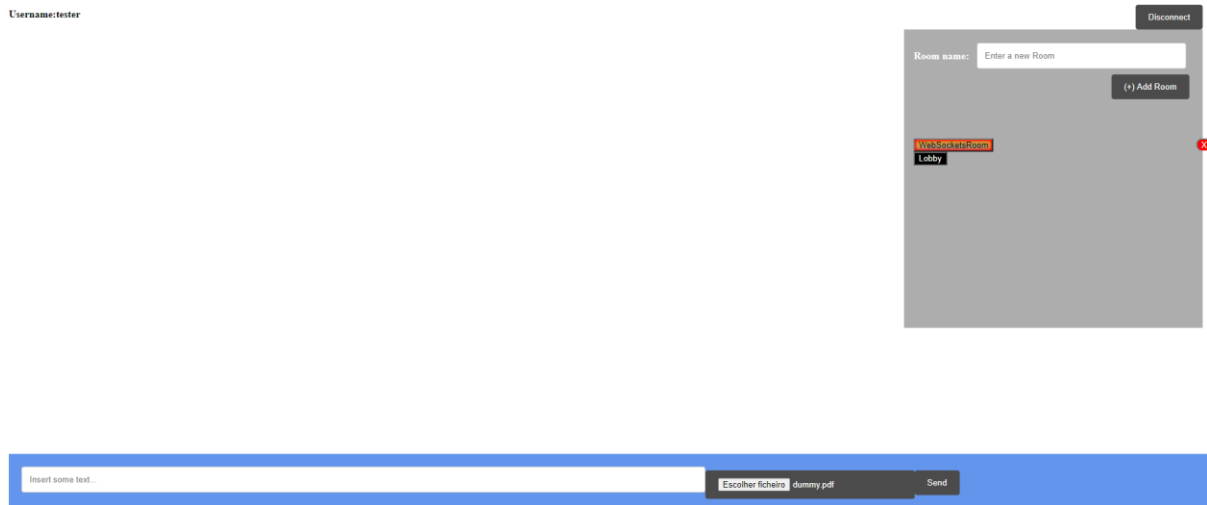 Username:tester
Disconnect
Room name: Enter a new Room
(+) Add Room
WebSocketsRoom
X
Lobby
Insert some text...
Escolher ficheiro dummy.pdf
Send